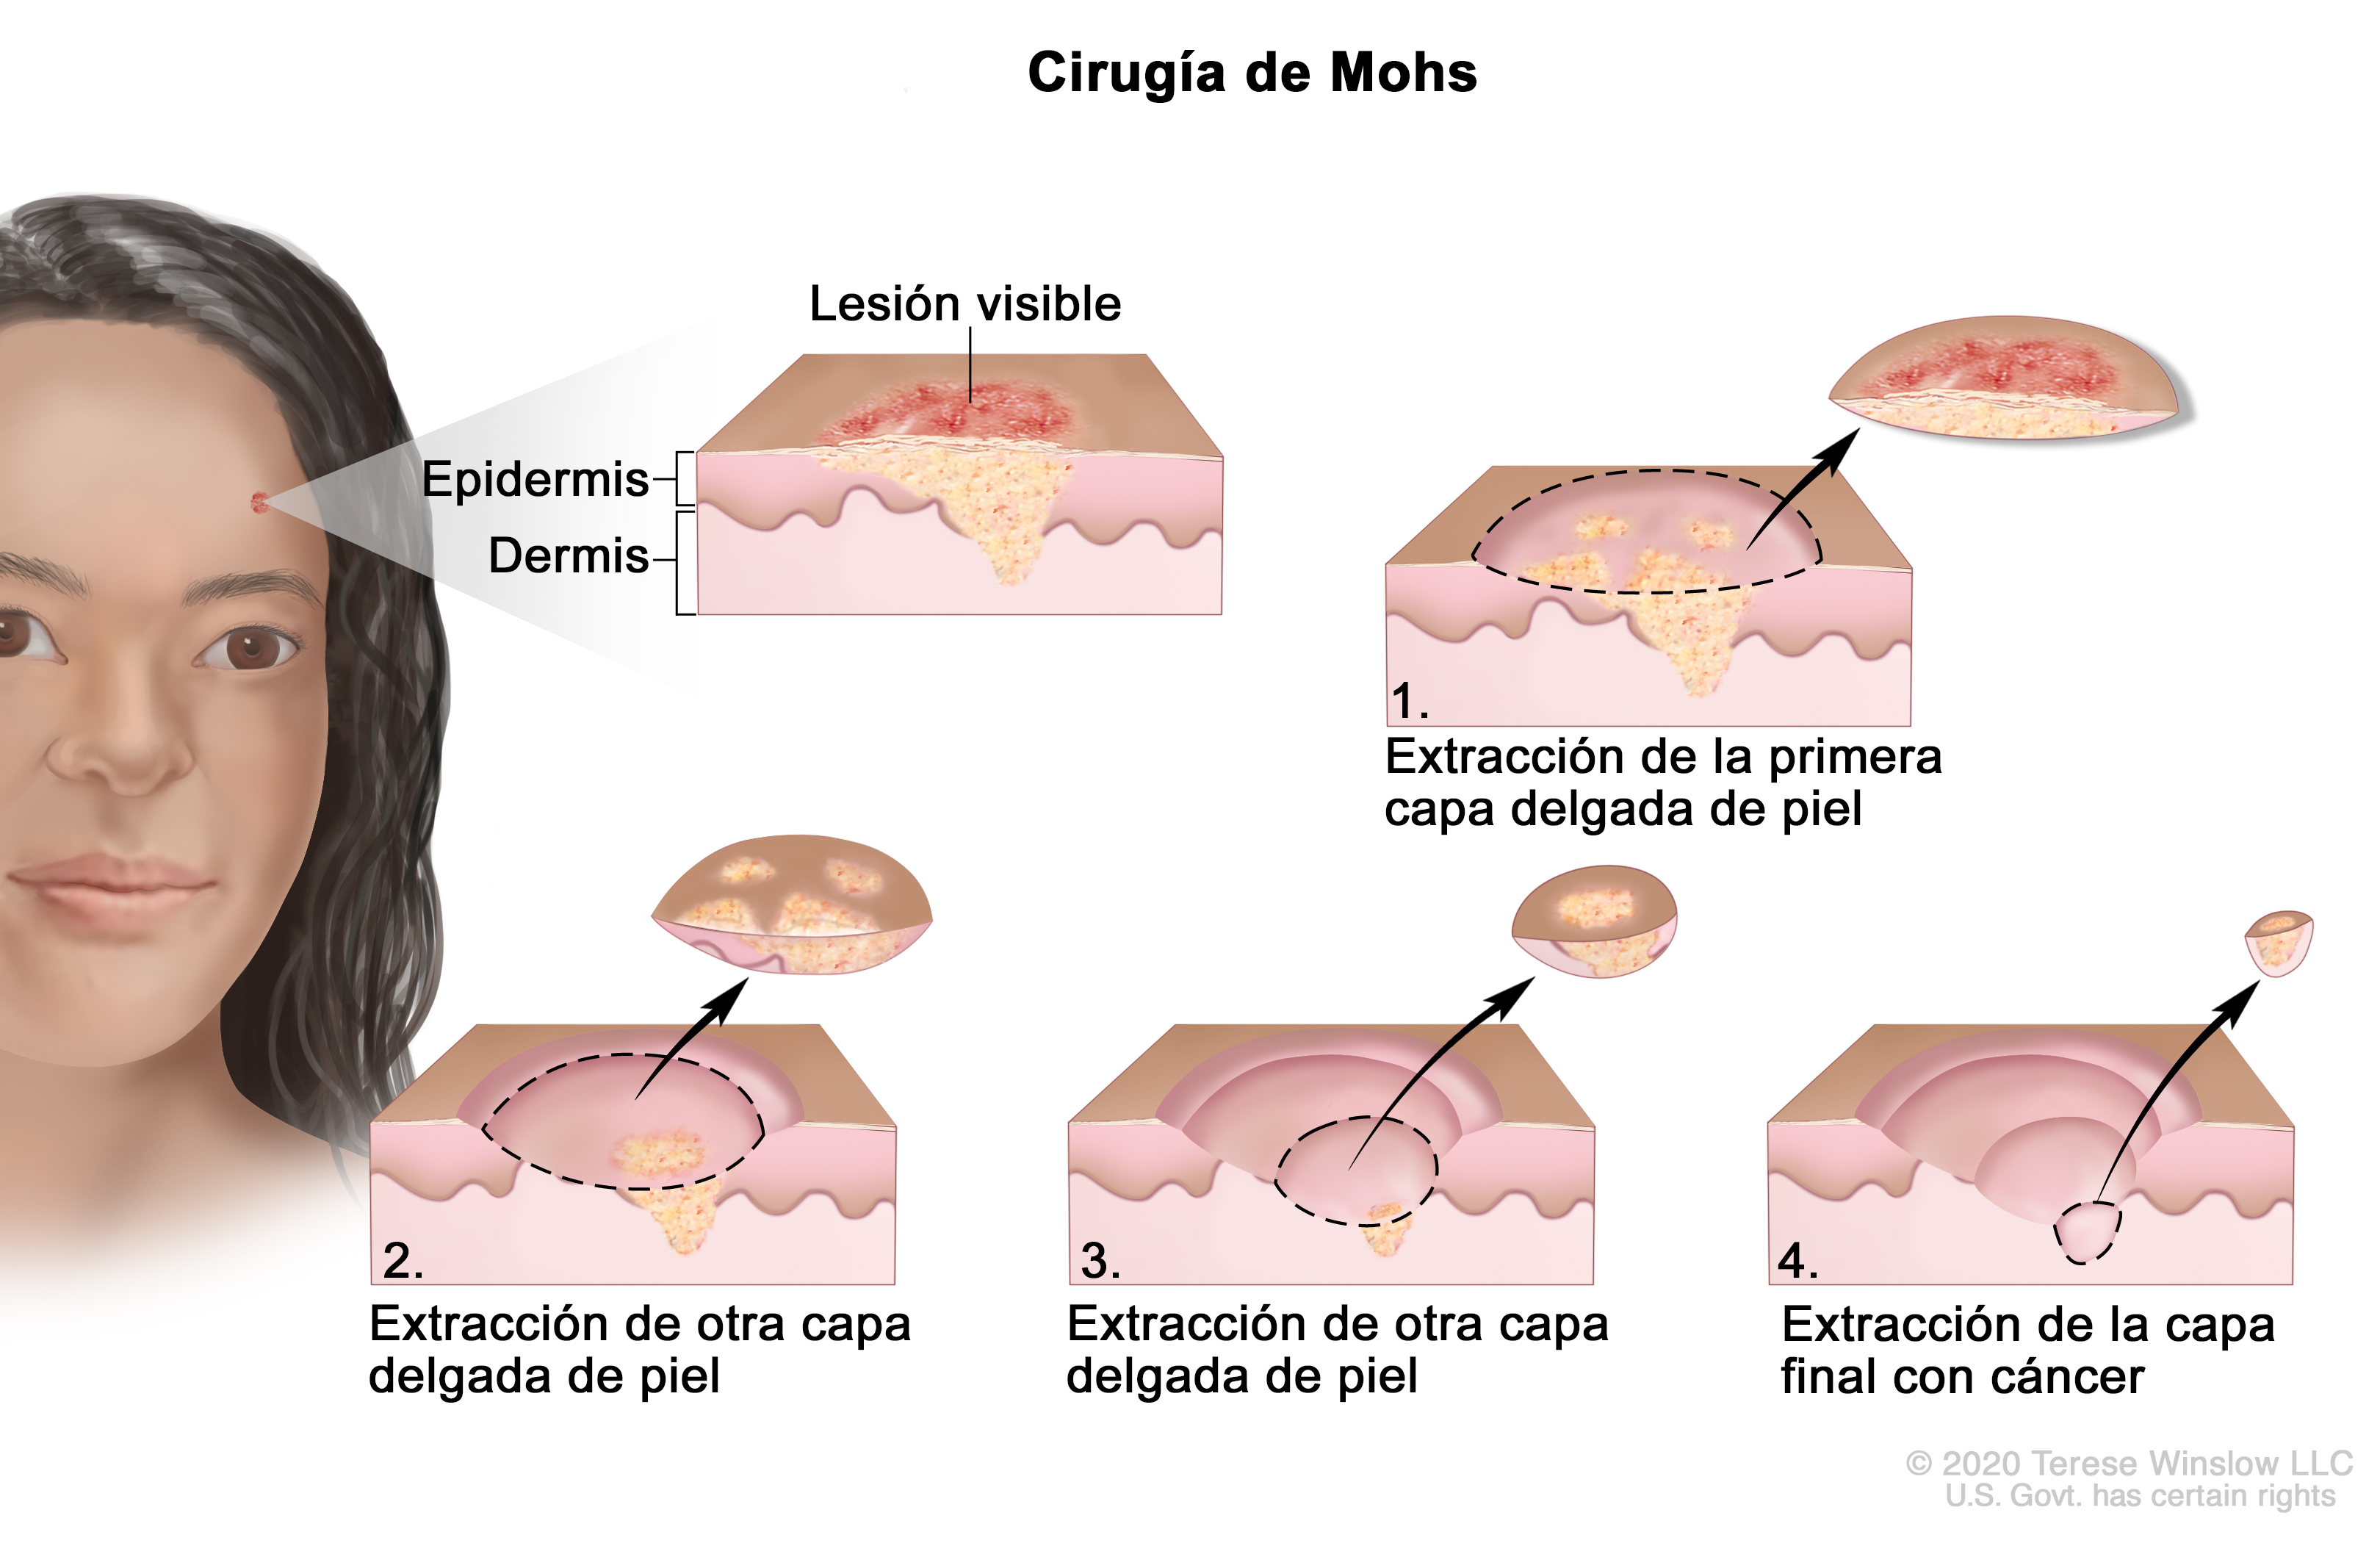 Cirugía de Mohs
Lesión visible
Epidermis
Dermis
1.
Extracción de la primera
capa delgada de piel
2.
Extracción de otra capa
delgada de piel
3.
Extracción de otra capa
delgada de piel
4.
Extracción de la capa
final con cáncer
© 2020 Terese Winslow LLC
U.S. Govt. has certain rights